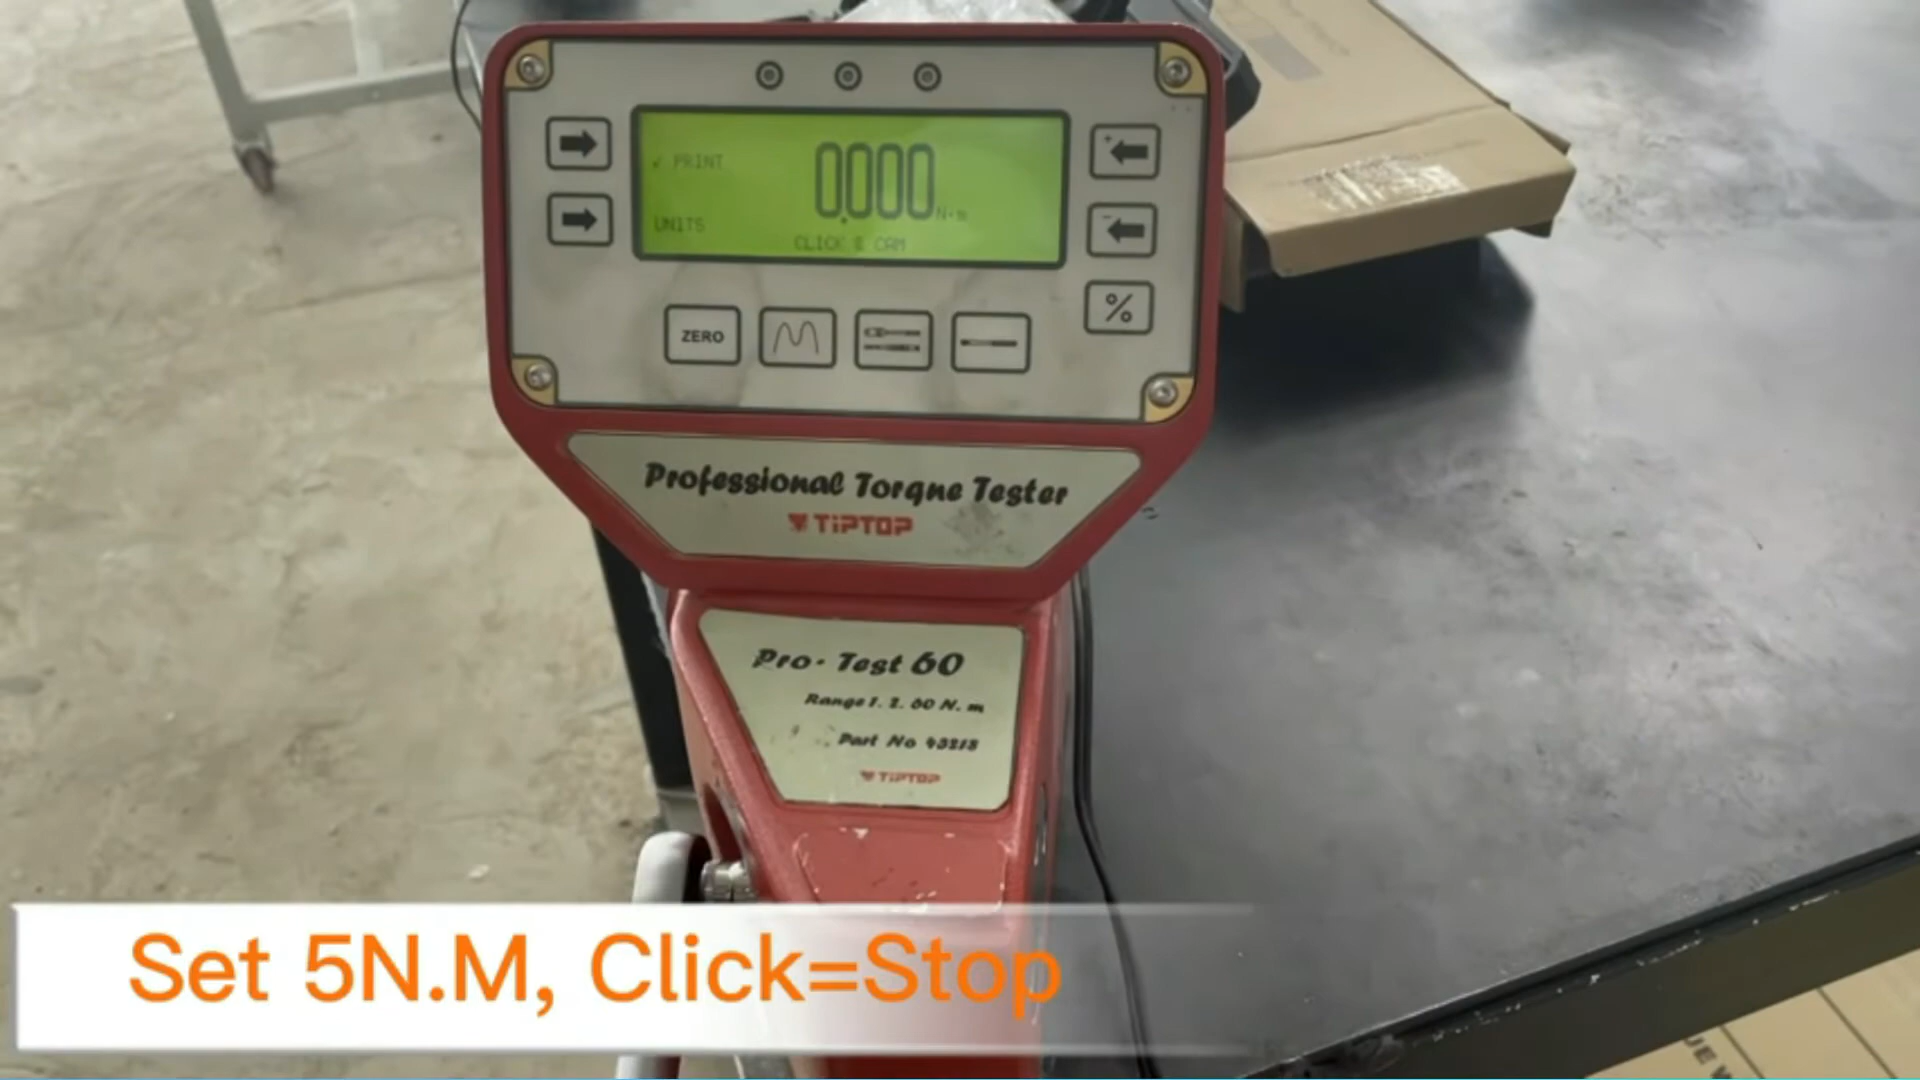 ✓ PRINT
0.000 N·m
UNITS
CLICK & CAM
ZERO
%
Professional Torque Tester
TIPTOP
Pro-Test 60
Range 1.2.60 N.m
Part No 43218
TIPTOP
Set 5N.M, Click=Stop